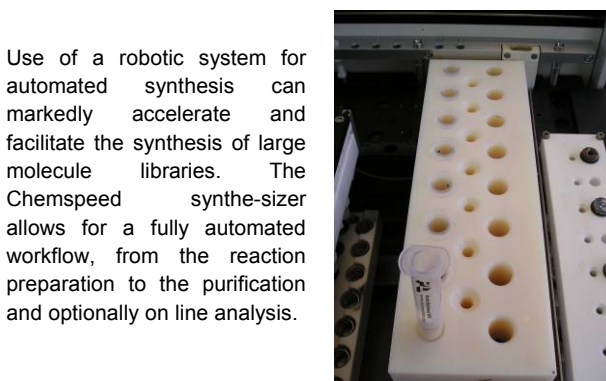 Use of a robotic system for
automated synthesis can
markedly accelerate and
facilitate the synthesis of large
molecule libraries. The
Chemspeed synthe-sizer
allows for a fully automated
workflow, from the reaction
preparation to the purification
and optionally on line analysis.